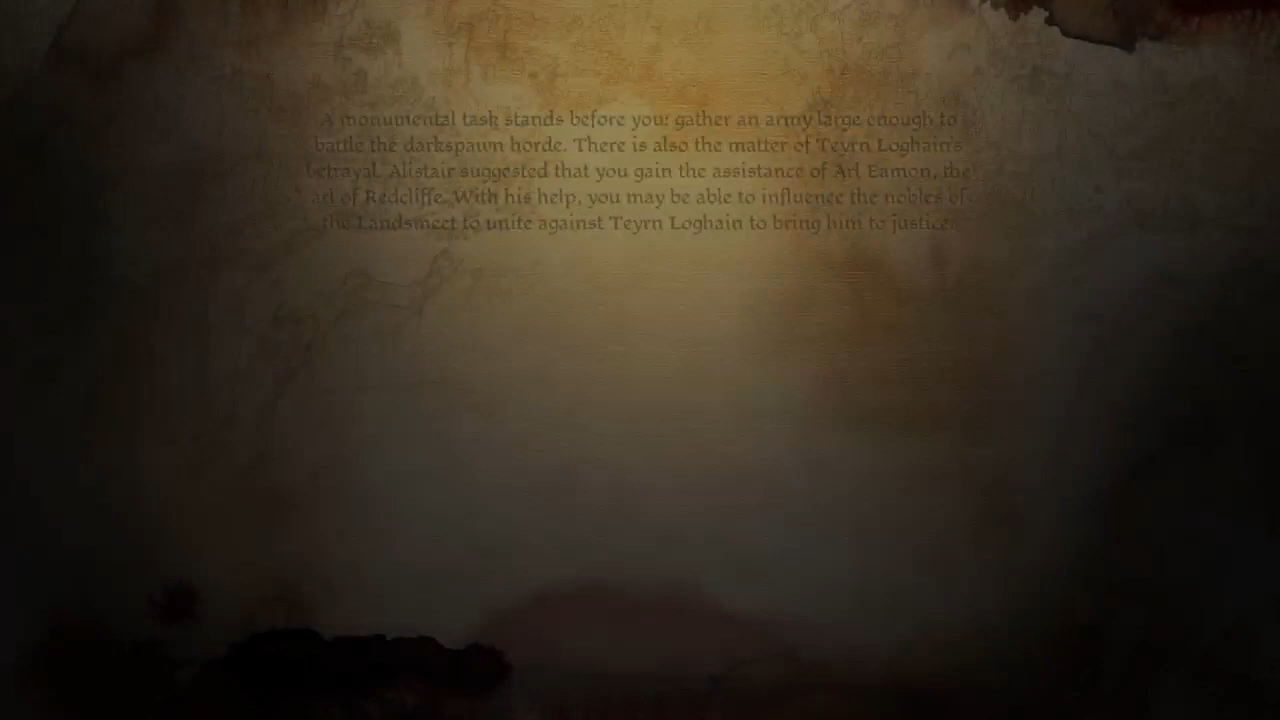 A monumental task stands before you: gather an army large enough to
battle the darkspawn horde. There is also the matter of Teyrn Loghain's
betrayal. Alistair suggested that you gain the assistance of Arl Eamon, the
arl of Redcliffe. With his help, you may be able to influence the nobles of
the Landsmeet to unite against Teyrn Loghain to bring him to justice.